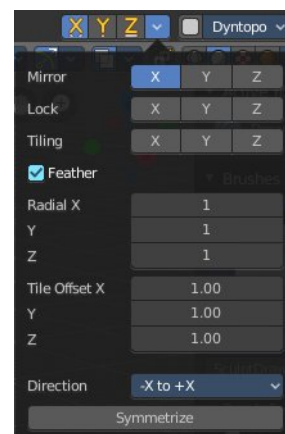 X Y Z Dyntopo
Mirror X Y Z
Lock X Y Z
Tiling X Y Z
Feather
Brushes
Radial X 1
Y 1
Z 1
Tile Offset X 1.00
Y 1.00
Z 1.00
Direction -X to +X
Symmetrize